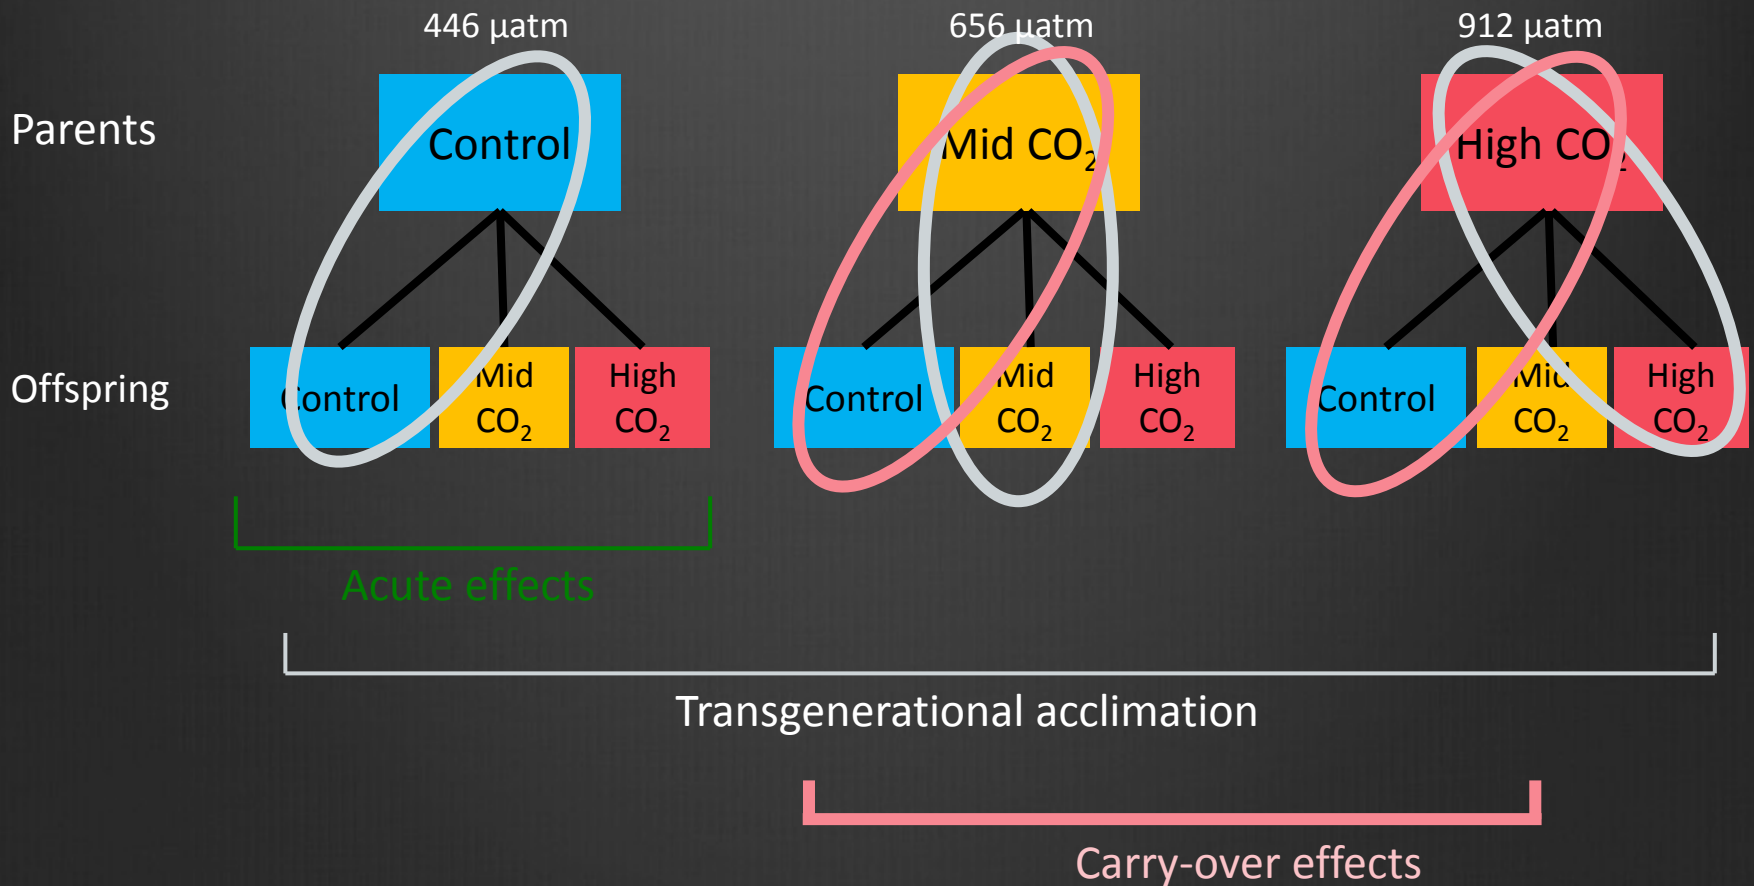 446 µatm
656 µatm
912 µatm
Parents
Control
Mid CO₂
High CO₂
Offspring
Control
Mid
CO₂
High
CO₂
Control
Mid
CO₂
High
CO₂
Control
Mid
CO₂
High
CO₂
Acute effects
Transgenerational acclimation
Carry-over effects